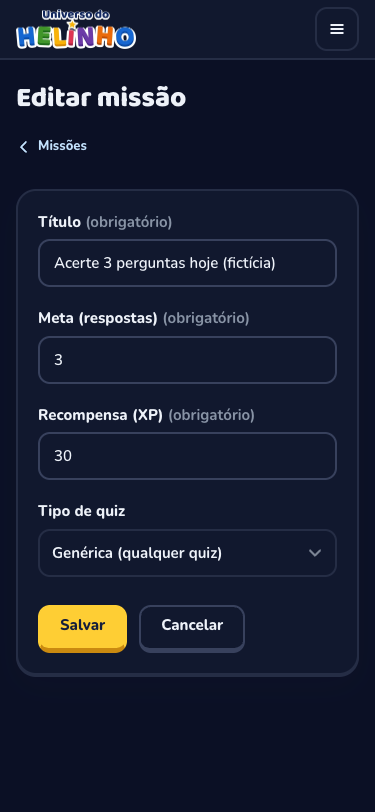 Universo do
HELINHO
Editar missão
Missões
Título (obrigatório)
Acerte 3 perguntas hoje (fictícia)
Meta (respostas) (obrigatório)
3
Recompensa (XP) (obrigatório)
30
Tipo de quiz
Genérica (qualquer quiz)
Salvar
Cancelar